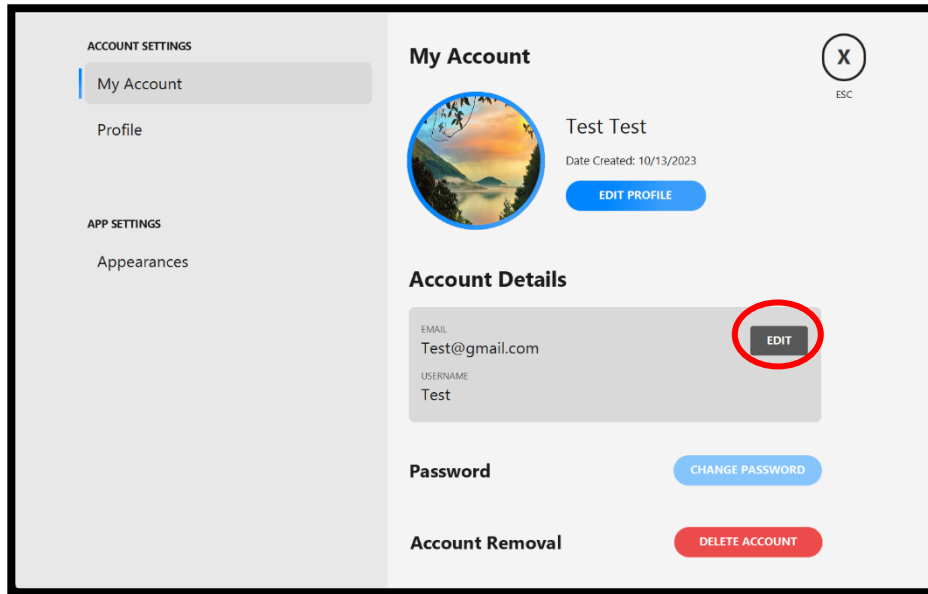 ACCOUNT SETTINGS
My Account
Profile
APP SETTINGS
Appearances
My Account
X
ESC
Test Test
Date Created: 10/13/2023
EDIT PROFILE
Account Details
EMAIL
Test@gmail.com
EDIT
USERNAME
Test
Password
CHANGE PASSWORD
Account Removal
DELETE ACCOUNT